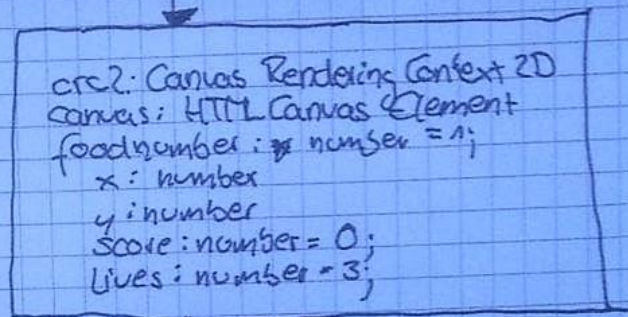 crc2: Canvas Rendering Context 2D
canvas: HTML Canvas Element
foodnumber: number = 1;
x: number
y: number
score: number = 0;
Lives: number = 3;